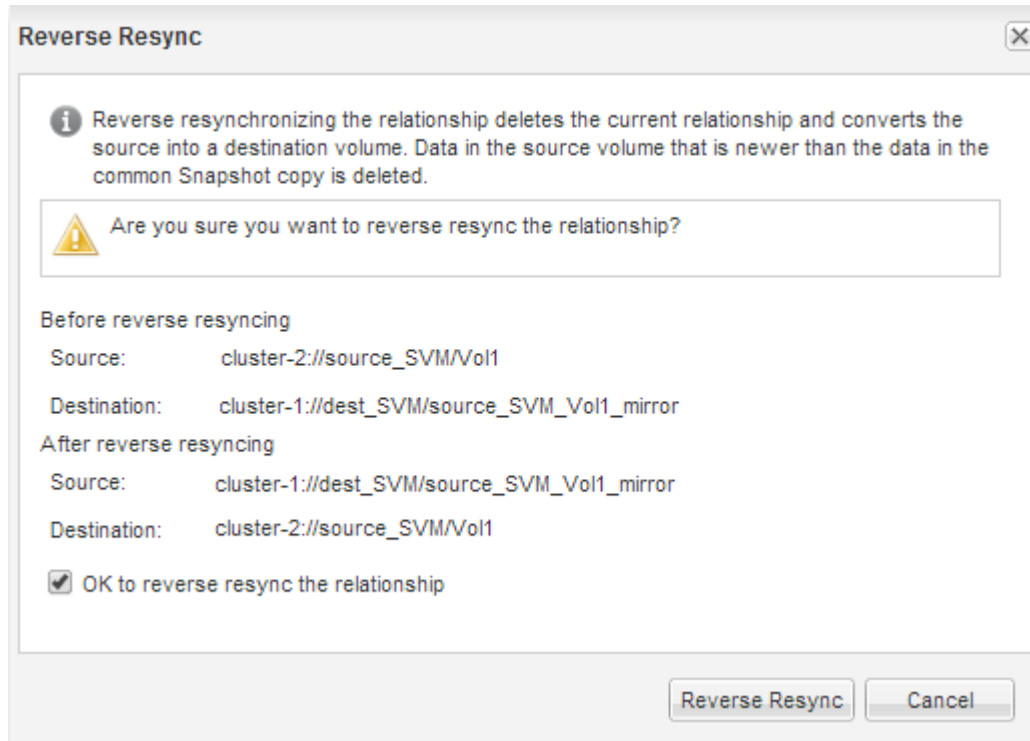 Reverse Resync
Reverse resynchronizing the relationship deletes the current relationship and converts the
source into a destination volume. Data in the source volume that is newer than the data in the
common Snapshot copy is deleted.
Are you sure you want to reverse resync the relationship?
Before reverse resyncing
Source: cluster-2://source_SVM/Vol1
Destination: cluster-1://dest_SVM/source_SVM_Vol1_mirror
After reverse resyncing
Source: cluster-1://dest_SVM/source_SVM_Vol1_mirror
Destination: cluster-2://source_SVM/Vol1
OK to reverse resync the relationship
Reverse Resync Cancel